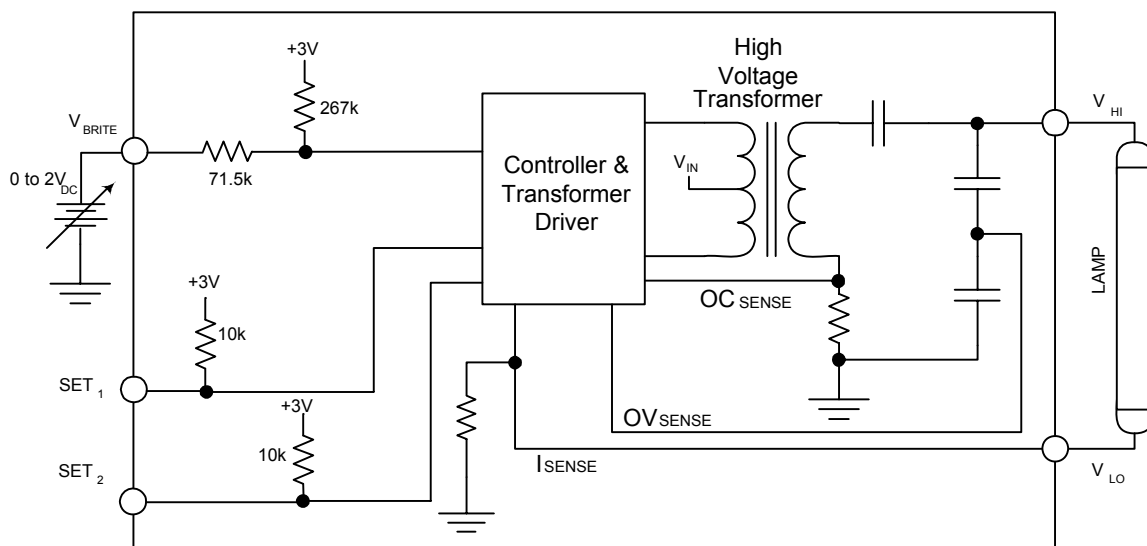 High
Voltage
Transformer
+3V
267k
V BRITE
71.5k
0 to 2V DC
Controller &
Transformer
Driver
V IN
V HI
LAMP
+3V
10k
OC SENSE
SET 1
+3V
10k
OV SENSE
I SENSE
SET 2
V LO